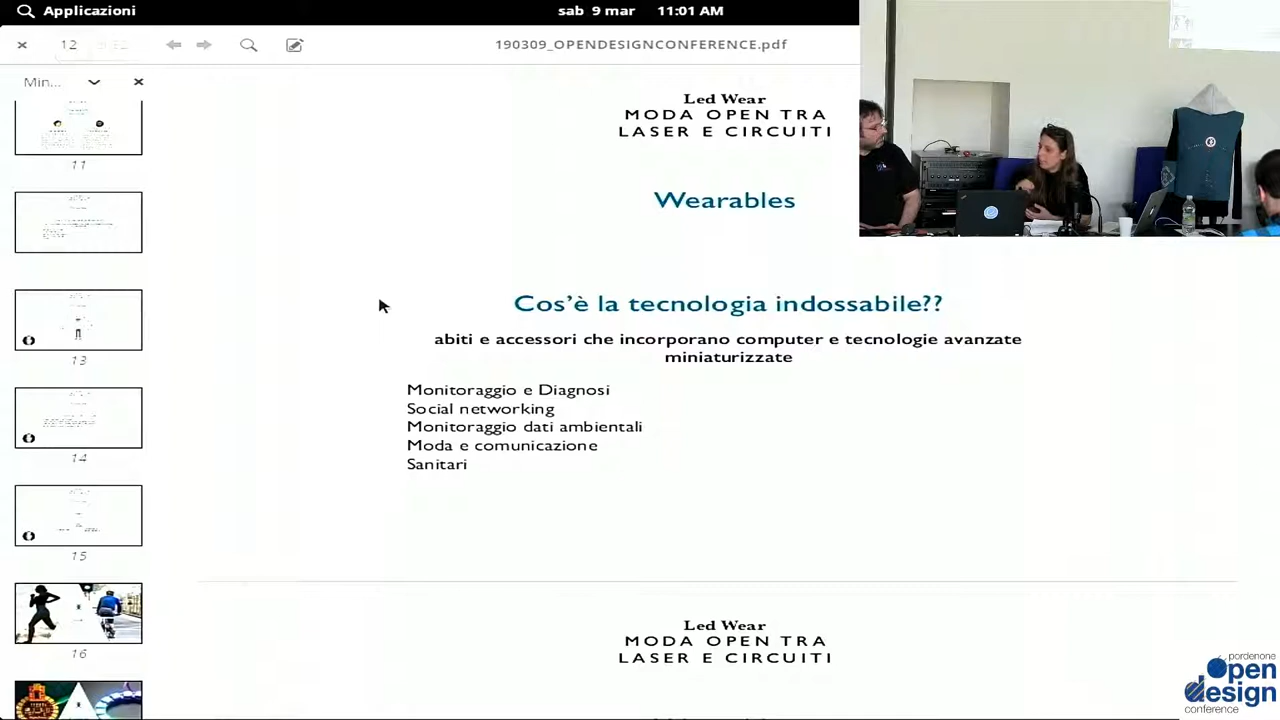 Applicazioni
sab 9 mar 11:01 AM
12
190309_OPENDESIGNCONFERENCE.pdf
Min...
11
13
14
15
16
Led Wear
MODA OPEN TRA
LASER E CIRCUITI
Wearables
Cos'è la tecnologia indossabile??
abiti e accessori che incorporano computer e tecnologie avanzate
miniaturizzate
Monitoraggio e Diagnosi
Social networking
Monitoraggio dati ambientali
Moda e comunicazione
Sanitari
Led Wear
MODA OPEN TRA
LASER E CIRCUITI
pordenone
open
design
conference